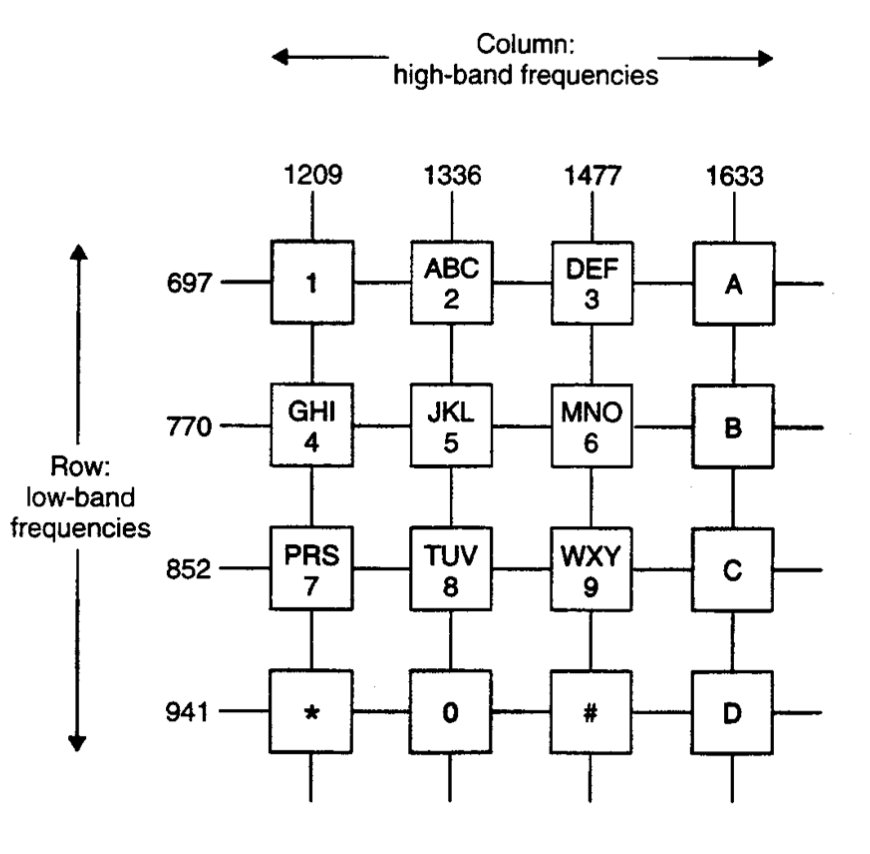 Column:
high-band frequencies
1209 1336 1477 1633
697 1 ABC 2 DEF 3 A
770 GHI 4 JKL 5 MNO 6 B
Row:
low-band
frequencies
852 PRS 7 TUV 8 WXY 9 C
941 * 0 # D